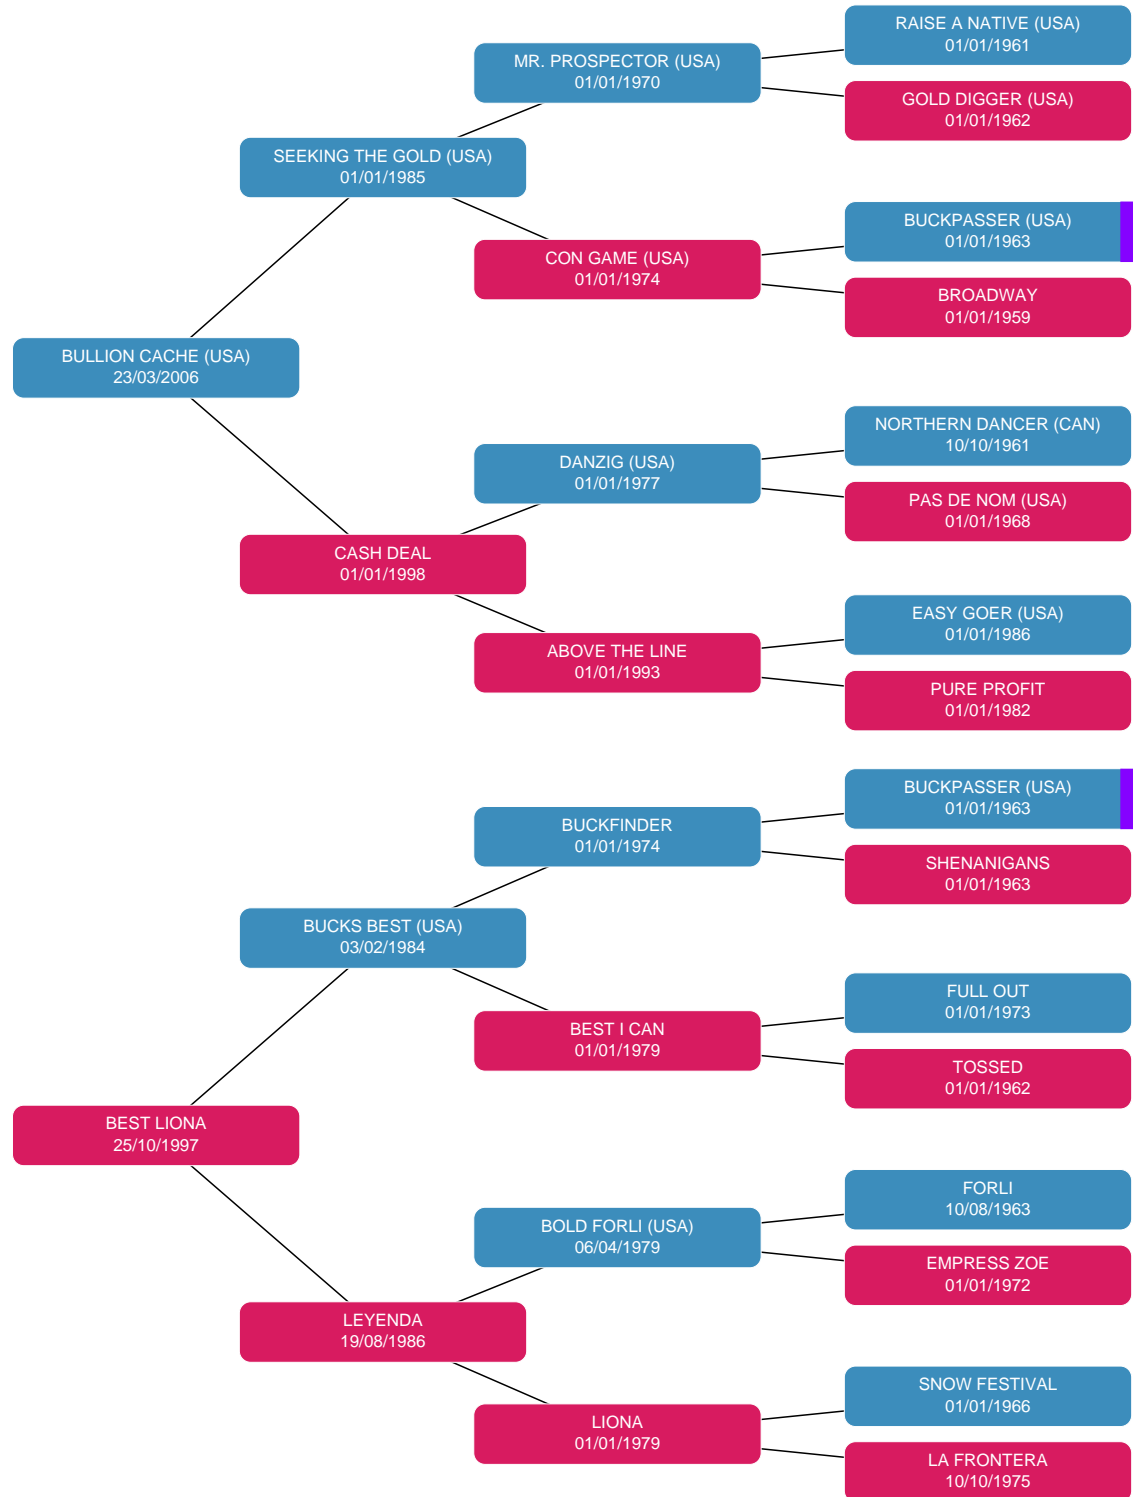 RAISE A NATIVE (USA)
01/01/1961
MR. PROSPECTOR (USA)
01/01/1970
GOLD DIGGER (USA)
01/01/1962
SEEKING THE GOLD (USA)
01/01/1985
BUCKPASSER (USA)
01/01/1963
CON GAME (USA)
01/01/1974
BROADWAY
01/01/1959
BULLION CACHE (USA)
23/03/2006
NORTHERN DANCER (CAN)
10/10/1961
DANZIG (USA)
01/01/1977
PAS DE NOM (USA)
01/01/1968
CASH DEAL
01/01/1998
EASY GOER (USA)
01/01/1986
ABOVE THE LINE
01/01/1993
PURE PROFIT
01/01/1982
BUCKPASSER (USA)
01/01/1963
BUCKFINDER
01/01/1974
SHENANIGANS
01/01/1963
BUCKS BEST (USA)
03/02/1984
FULL OUT
01/01/1973
BEST I CAN
01/01/1979
TOSSED
01/01/1962
BEST LIONA
25/10/1997
FORLI
10/08/1963
BOLD FORLI (USA)
06/04/1979
EMPRESS ZOE
01/01/1972
LEYENDA
19/08/1986
SNOW FESTIVAL
01/01/1966
LIONA
01/01/1979
LA FRONTERA
10/10/1975